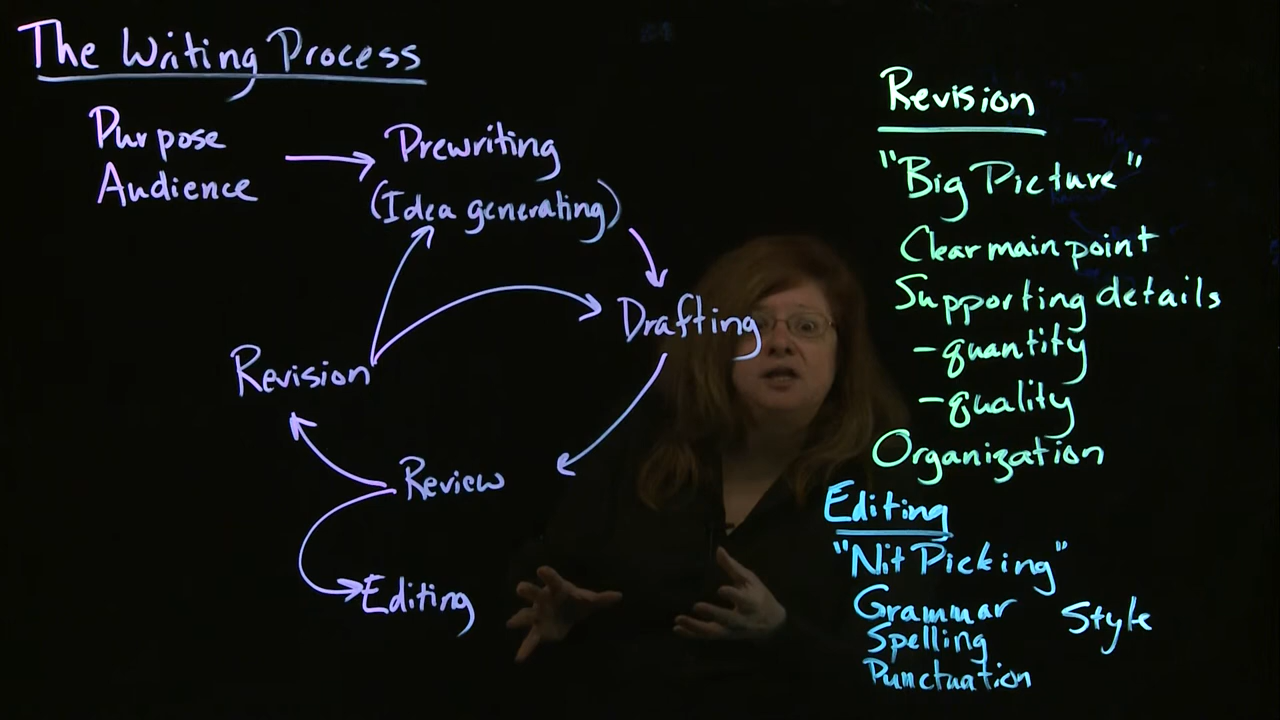 The Writing Process
Purpose
Audience
Prewriting
(Idea generating)
Drafting
Revision
Review
Editing
Revision
"Big Picture"
Clear main point
Supporting details
-quantity
-quality
Organization
Editing
"Nit Picking"
Grammar
Style
Spelling
Punctuation